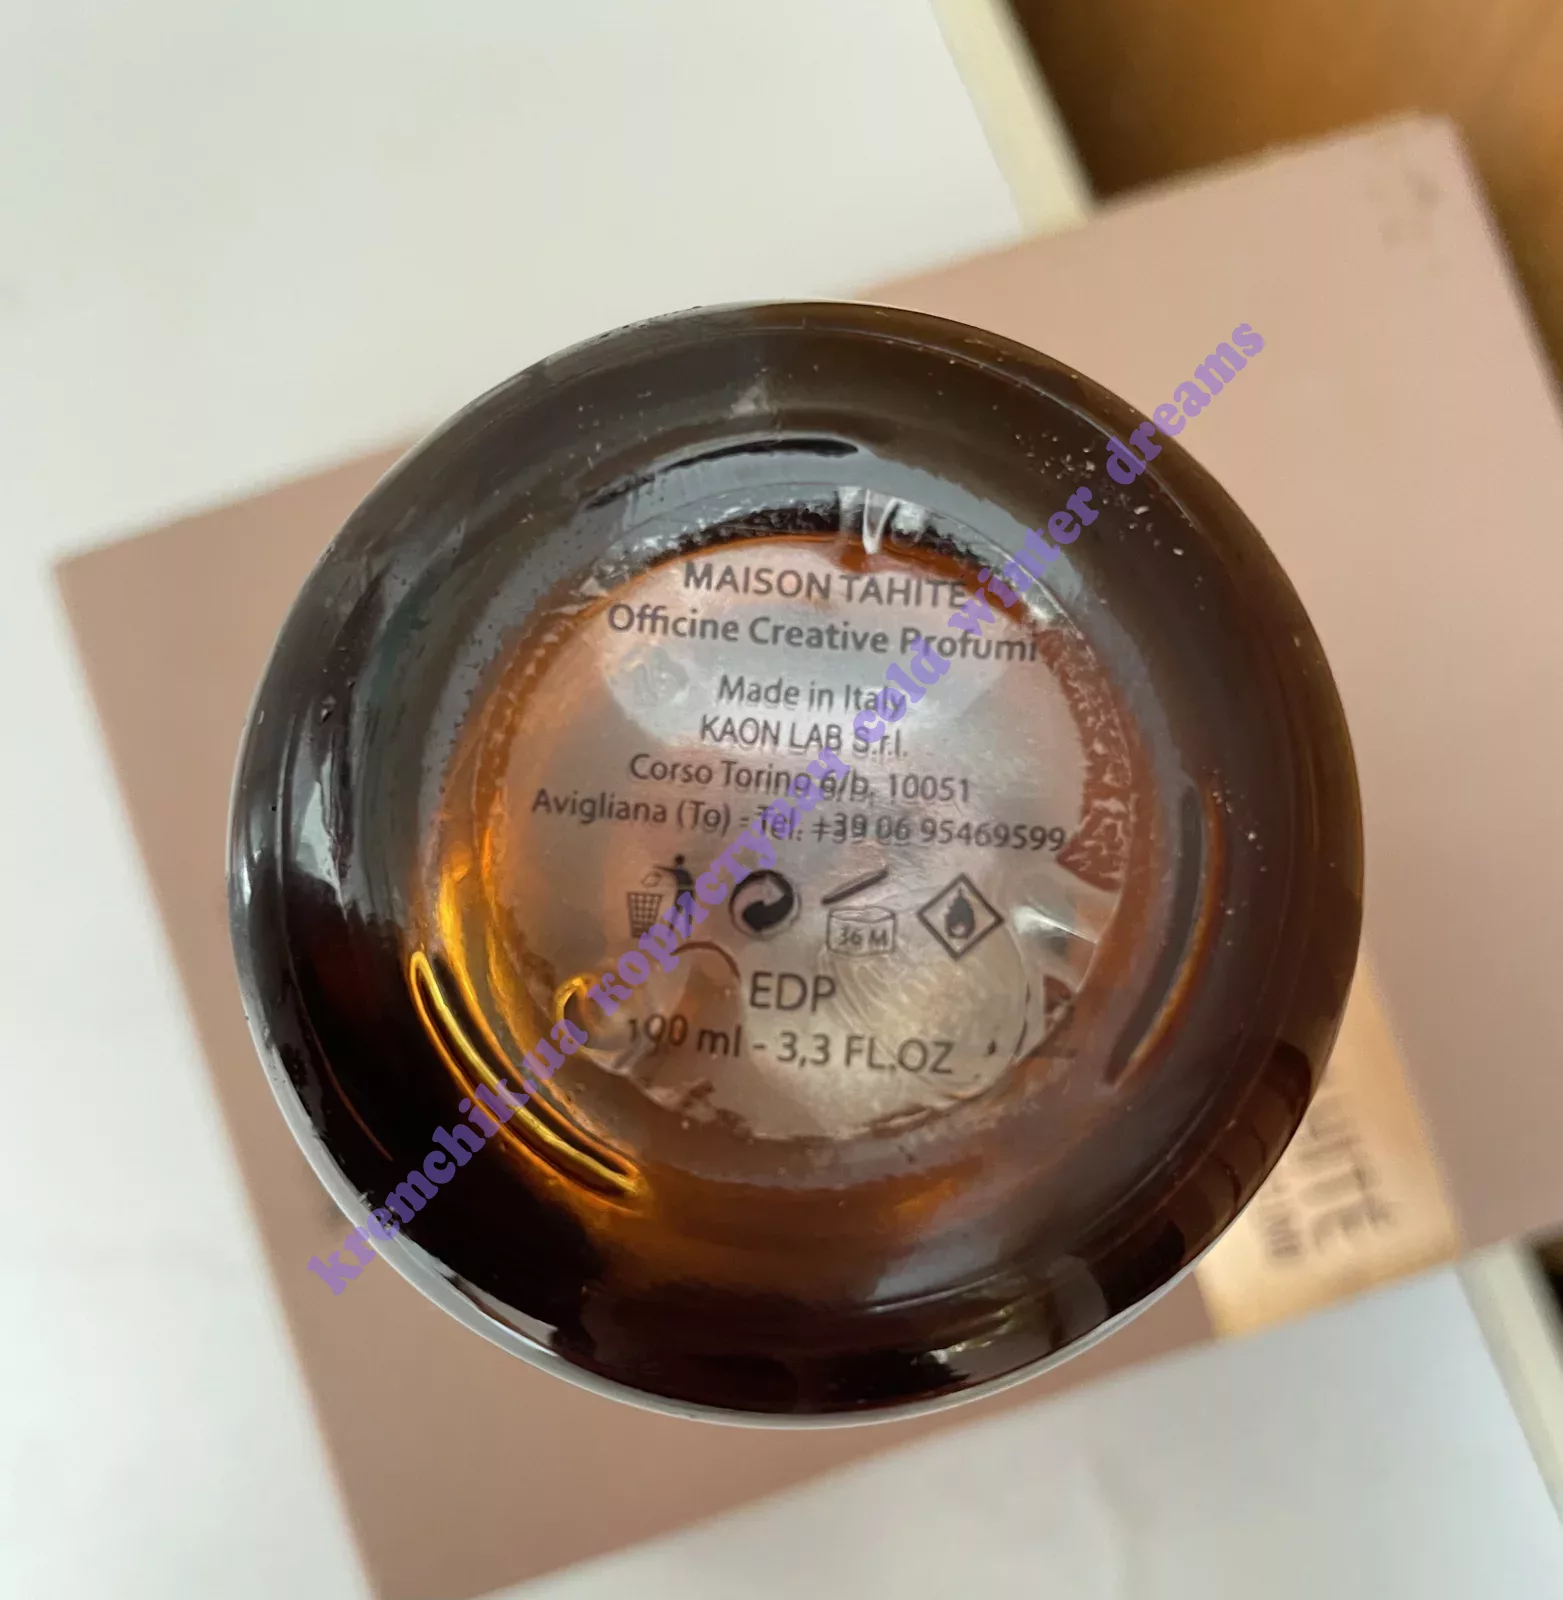 MAISON TAHITE
Officine Creative Profumi
Made in Italy
KAON LAB S.r.l.
Corso Torino 6/b, 10051
Avigliana (To) - Tel. +39 06 95469599
36 M
EDP
100 ml - 3,3 FL.OZ
kremchik.ua користувач cold winter dreams